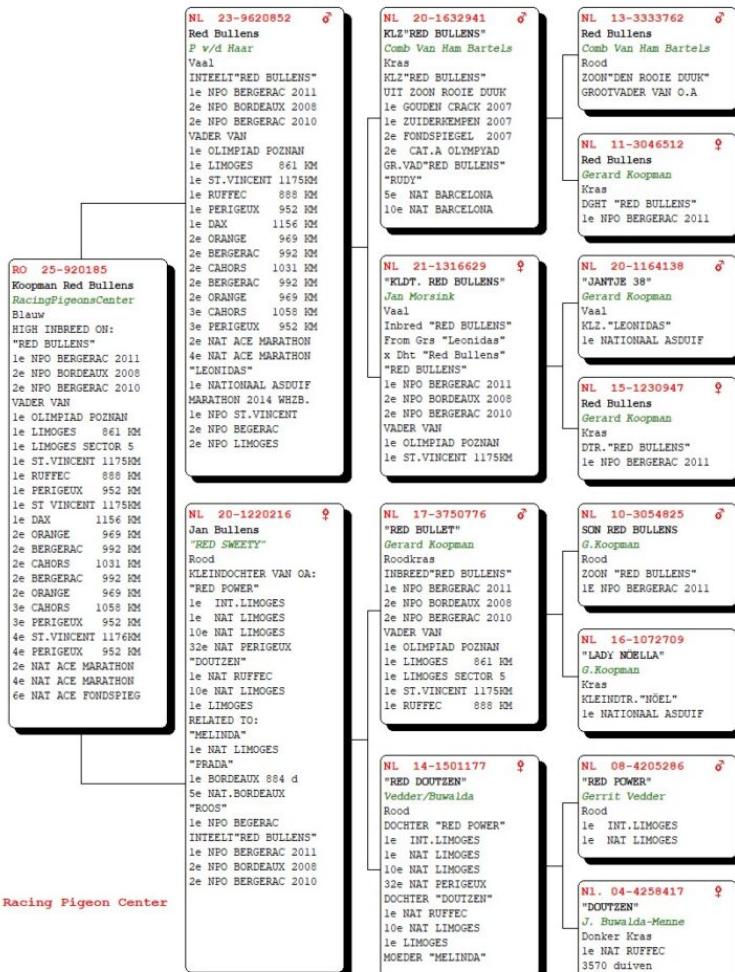 RO 25-920185
Koopman Red Bullens
RacingPigeonsCenter
Blauw
HIGH INBREED ON:
"RED BULLENS"
1e NPO BERGERAC 2011
2e NPO BORDEAUX 2008
2e NPO BERGERAC 2010
VADER VAN
1e OLIMPIAD POZNAN
1e LIMOGES 861 KM
1e LIMOGES SECTOR 5
1e ST.VINCENT 1175KM
1e RUFFEC 888 KM
1e PERIGEUX 952 KM
1e ST VINCENT 1175KM
1e DAX 1156 KM
2e ORANGE 969 KM
2e BERGERAC 992 KM
2e CAHORS 1031 KM
2e BERGERAC 992 KM
2e ORANGE 969 KM
3e CAHORS 1058 KM
3e PERIGEUX 952 KM
4e ST.VINCENT 1176KM
4e PERIGEUX 952 KM
2e NAT ACE MARATHON
4e NAT ACE MARATHON
6e NAT ACE FONDSPIEG
Racing Pigeon Center
NL 23-9620852 ♂
Red Bullens
P w/d Haar
Vaal
INTEELT"RED BULLENS"
1e NPO BERGERAC 2011
2e NPO BORDEAUX 2008
2e NPO BERGERAC 2010
VADER VAN
1e OLIMPIAD POZNAN
1e LIMOGES 861 KM
1e ST.VINCENT 1175KM
1e RUFFEC 888 KM
1e PERIGEUX 952 KM
1e DAX 1156 KM
2e ORANGE 969 KM
2e BERGERAC 992 KM
2e CAHORS 1031 KM
2e BERGERAC 992 KM
2e ORANGE 969 KM
3e CAHORS 1058 KM
3e PERIGEUX 952 KM
2e NAT ACE MARATHON
4e NAT ACE MARATHON
"LEONIDAS"
1e NATIONAAL ASDUIF
MARATHON 2014 WHZB.
1e NPO ST.VINCENT
2e NPO BEGERAC
2e NPO LIMOGES
NL 20-1220216 ♀
Jan Bullens
"RED SWEETY"
Rood
KLEINDOCHTER VAN OA:
"RED POWER"
1e INT.LIMOGES
1e NAT LIMOGES
10e NAT LIMOGES
32e NAT PERIGEUX
"DOUTZEN"
1e NAT RUFFEC
10e NAT LIMOGES
1e LIMOGES
RELATED TO:
"MELINDA"
1e NAT LIMOGES
"PRADA"
1e BORDEAUX 884 d
5e NAT.BORDEAUX
"ROOS"
1e NPO BEGERAC
INTEELT"RED BULLENS"
1e NPO BERGERAC 2011
2e NPO BORDEAUX 2008
2e NPO BERGERAC 2010
NL 20-1632941 ♂
KLZ"RED BULLENS"
Comb Van Ham Bartels
Kras
KLZ"RED BULLENS"
UIT ZOON ROOIE DUUK
1e GOUDEN CRACK 2007
1e ZUIDERKEMPEN 2007
2e FONDSPIEGEL 2007
2e CAT.A OLYMPYAD
GR.VAD"RED BULLENS"
"RUDY"
5e NAT BARCELONA
10e NAT BARCELONA
NL 21-1316629 ♀
"KLDT. RED BULLENS"
Jan Morsink
Vaal
Inbred "RED BULLENS"
From Grs "Leonidas"
x Dht "Red Bullens"
"RED BULLENS"
1e NPO BERGERAC 2011
2e NPO BORDEAUX 2008
2e NPO BERGERAC 2010
VADER VAN
1e OLIMPIAD POZNAN
1e ST.VINCENT 1175KM
NL 17-3750776 ♂
"RED BULLET"
Gerard Koopman
Roodkras
INBREED"RED BULLENS"
1e NPO BERGERAC 2011
2e NPO BORDEAUX 2008
2e NPO BERGERAC 2010
VADER VAN
1e OLIMPIAD POZNAN
1e LIMOGES 861 KM
1e LIMOGES SECTOR 5
1e ST.VINCENT 1175KM
1e RUFFEC 888 KM
NL 14-1501177 ♀
"RED DOUTZEN"
Vedder/Buwalda
Rood
DOCHTER "RED POWER"
1e INT.LIMOGES
1e NAT LIMOGES
10e NAT LIMOGES
32e NAT PERIGEUX
DOCHTER "DOUTZEN"
1e NAT RUFFEC
10e NAT LIMOGES
1e LIMOGES
MOEDER "MELINDA"
NL 13-3333762 ♂
Red Bullens
Comb Van Ham Bartels
Rood
ZOON"DEN ROOIE DUUK"
GROOTVADER VAN O.A
NL 11-3046512 ♀
Red Bullens
Gerard Koopman
Kras
DGHT "RED BULLENS"
1e NPO BERGERAC 2011
NL 20-1164138 ♂
"JANTJE 38"
Gerard Koopman
Vaal
KLZ."LEONIDAS"
1e NATIONAAL ASDUIF
NL 15-1230947 ♀
Red Bullens
Gerard Koopman
Kras
DTR."RED BULLENS"
1e NPO BERGERAC 2011
NL 10-3054825 ♂
SON RED BULLENS
G.Koopman
Rood
ZOON "RED BULLENS"
1E NPO BERGERAC 2011
NL 16-1072709
"LADY NÖELLA"
G.Koopman
Kras
KLEINDTR."NÖEL"
1e NATIONAAL ASDUIF
NL 08-4205286 ♂
"RED POWER"
Gerrit Vedder
Rood
1e INT.LIMOGES
1e NAT LIMOGES
Nl. 04-4258417 ♀
"DOUTZEN"
J. Buwalda-Menne
Donker Kras
1e NAT RUFFEC
3570 duiven